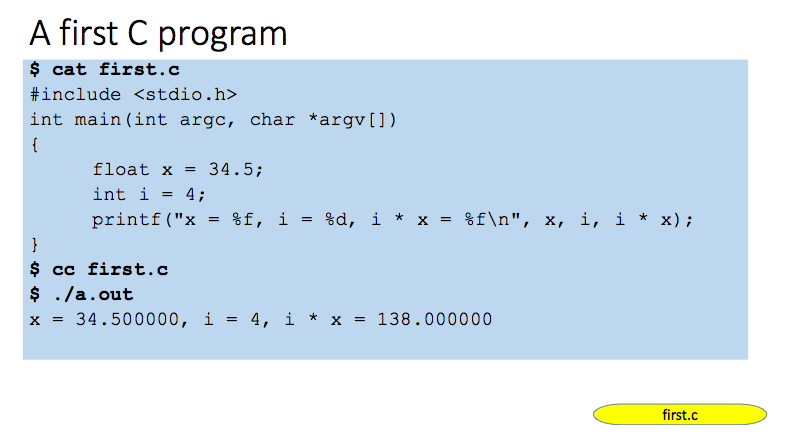 A first C program
$ cat first.c
#include <stdio.h>
int main(int argc, char *argv[])
{
float x = 34.5;
int i = 4;
printf("x = %f, i = %d, i * x = %f\n", x, i, i * x);
}
$ cc first.c
$ ./a.out
x = 34.500000, i = 4, i * x = 138.000000
first.c